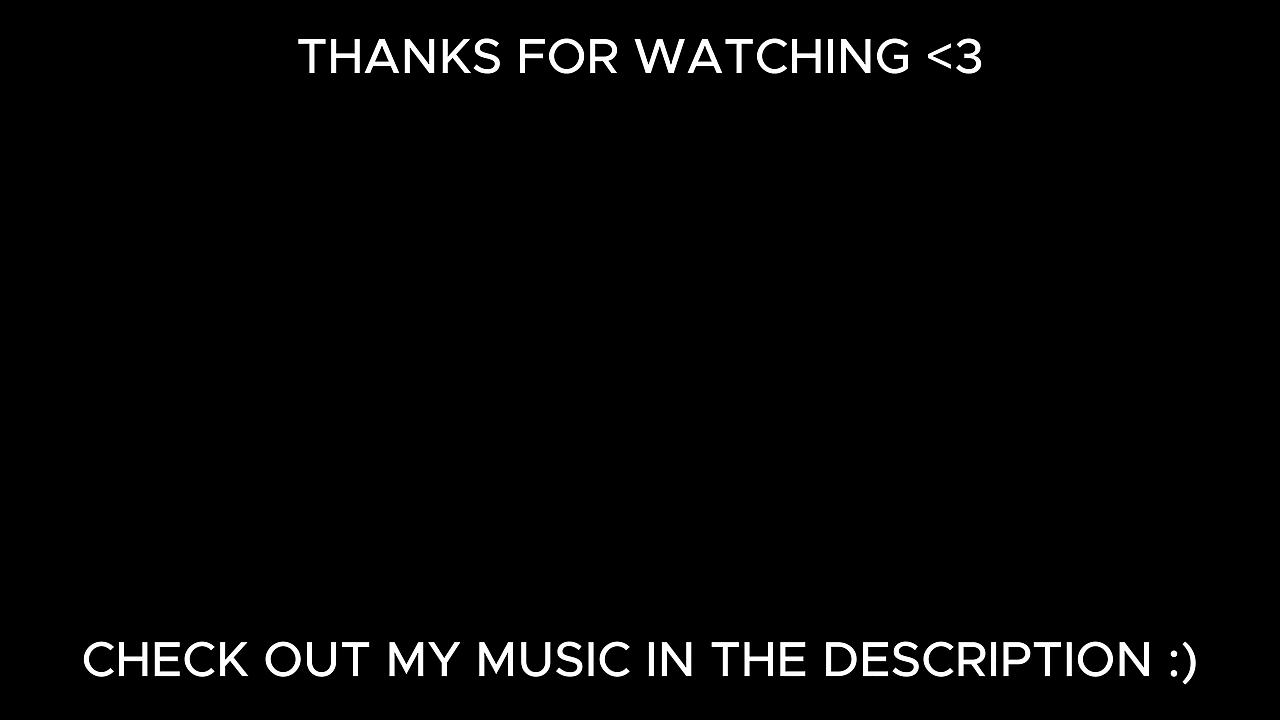 THANKS FOR WATCHING <3
CHECK OUT MY MUSIC IN THE DESCRIPTION :)